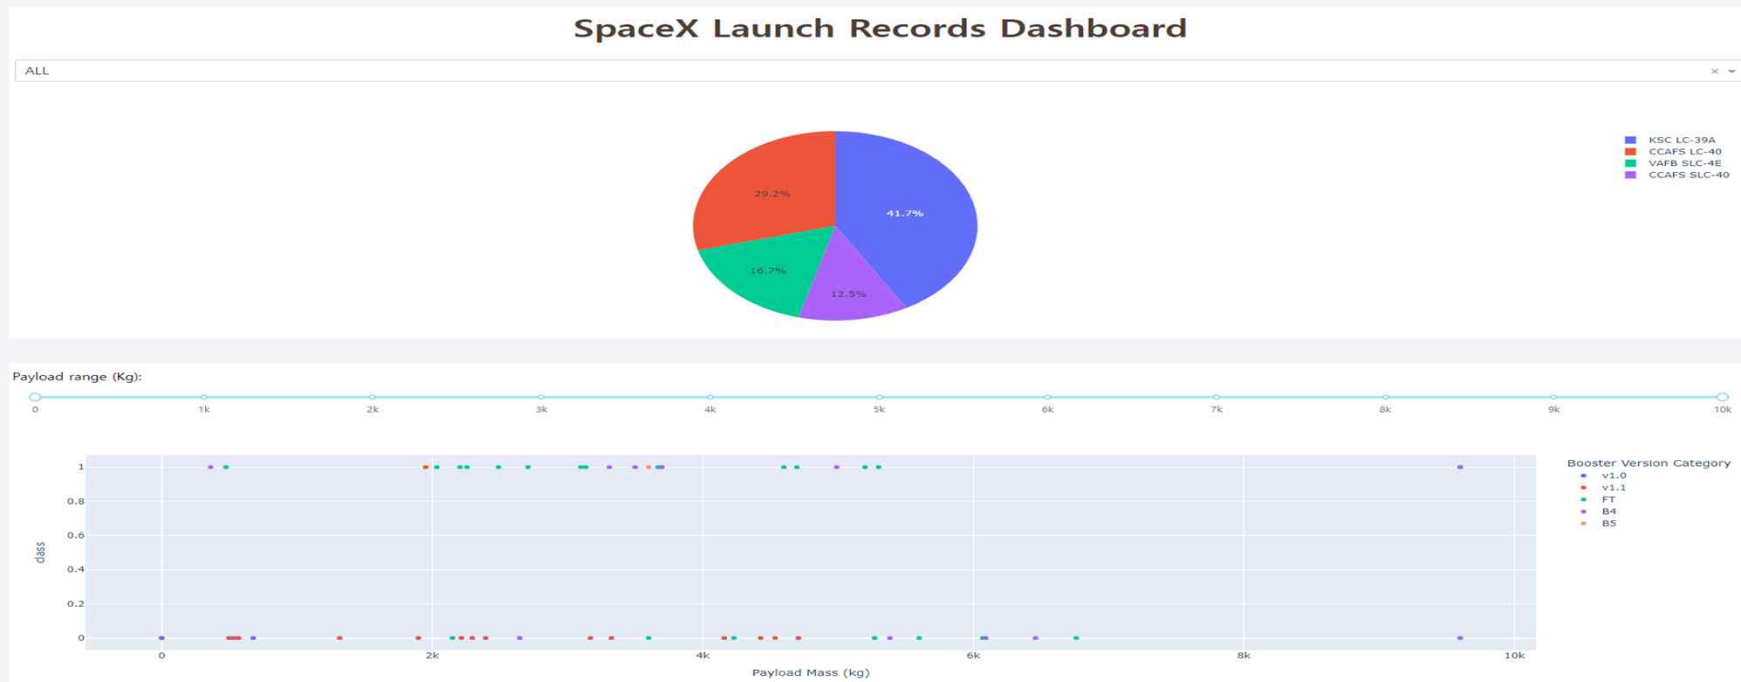 SpaceX Launch Records Dashboard
ALL
× 
KSC LC-39A
CCAFS LC-40
VAFB SLC-4E
CCAFS SLC-40
29.2%
41.7%
16.7%
12.5%
Payload range (Kg):
0 1k 2k 3k 4k 5k 6k 7k 8k 9k 10k
1
0.8
0.6
0.4
0.2
0
class
0 2k 4k 6k 8k 10k
Payload Mass (kg)
Booster Version Category
v1.0
v1.1
FT
B4
B5